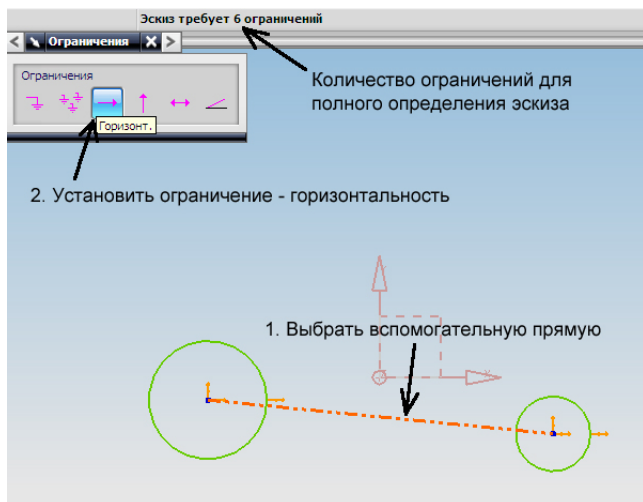 Эскиз требует 6 ограничений
Ограничения
Ограничения
Количество ограничений для
полного определения эскиза
Горизонт.
2. Установить ограничение - горизонтальность
1. Выбрать вспомогательную прямую